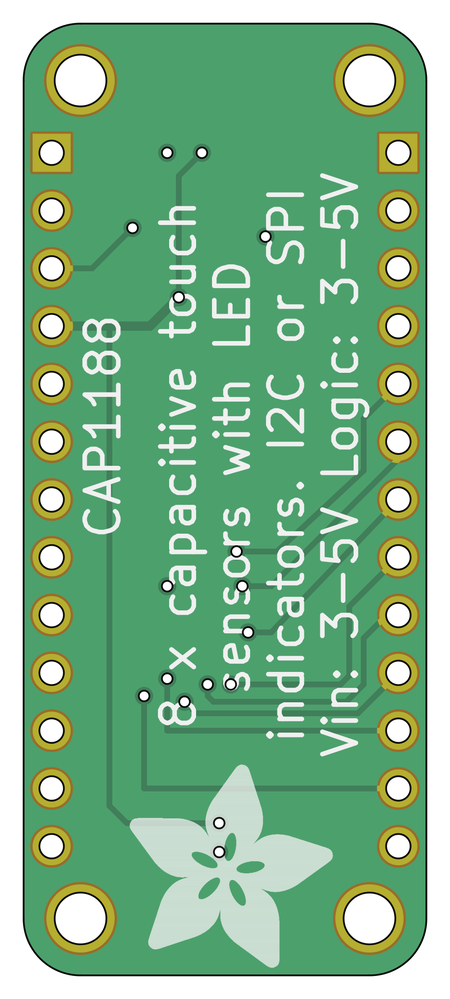 CAP1188
8 x capacitive touch
sensors with LED
indicators. I2C or SPI
Vin: 3-5V Logic: 3-5V